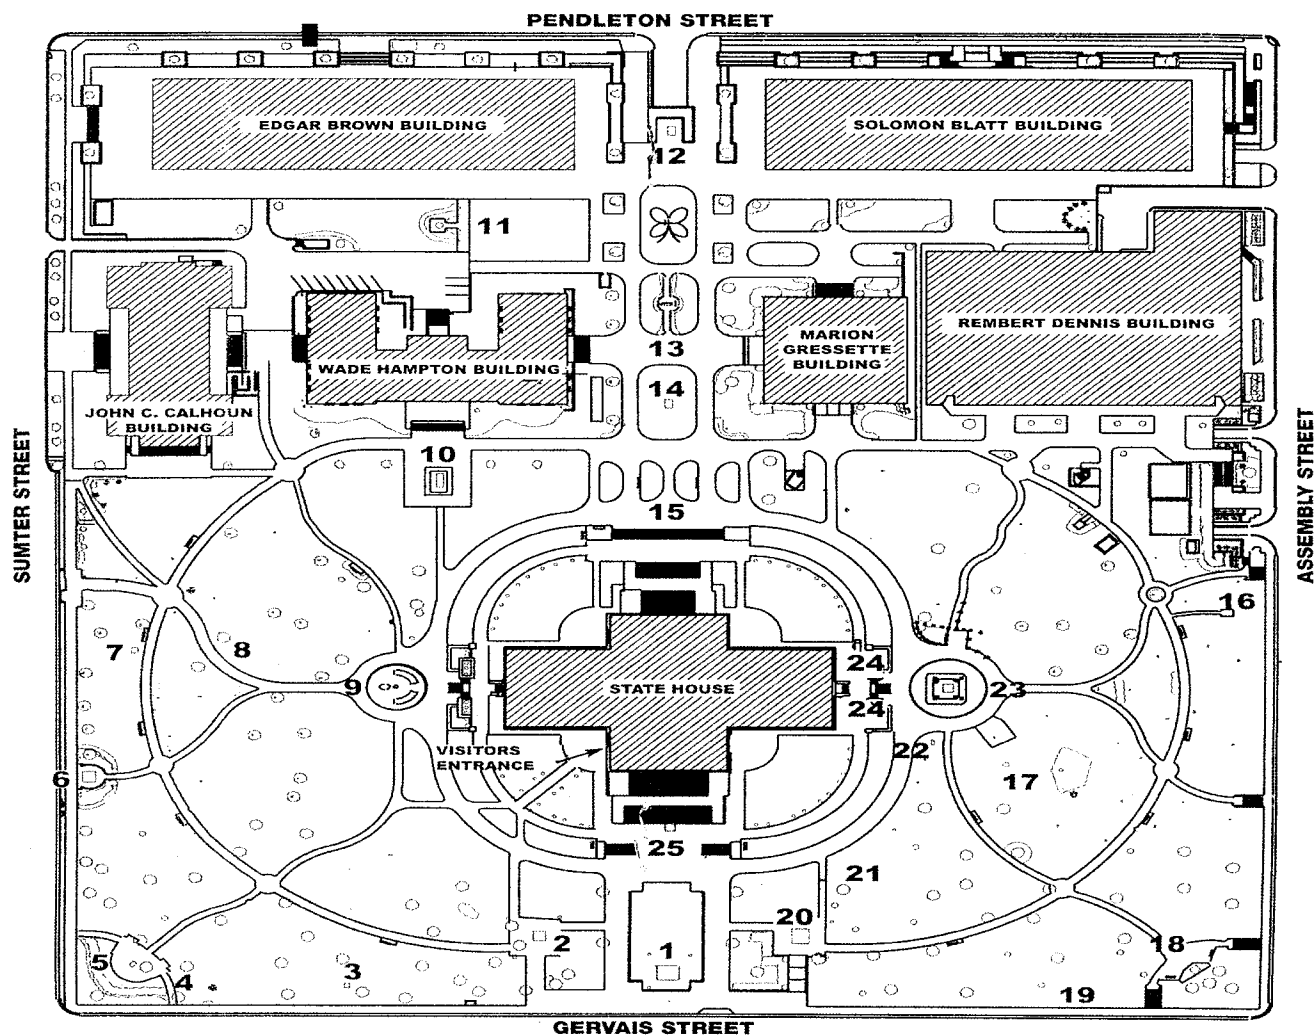 PENDLETON STREET
EDGAR BROWN BUILDING
SOLOMON BLATT BUILDING
12
11
REMBERT DENNIS BUILDING
MARION
GRESSETTE
BUILDING
13
WADE HAMPTON BUILDING
14
JOHN C. CALHOUN
BUILDING
SUMTER STREET
ASSEMBLY STREET
10
15
16
7
8
24
9
STATE HOUSE
23
24
VISITORS
ENTRANCE
22
6
17
25
21
20
2
1
18
5
4
3
19
GERVAIS STREET